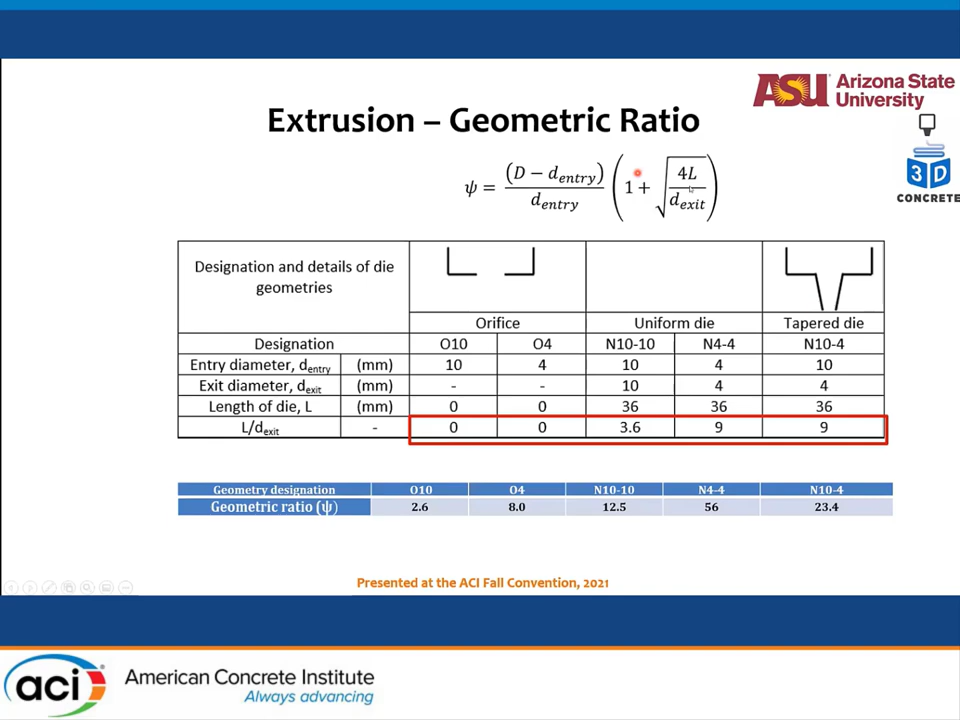 ASU Arizona State University
Extrusion – Geometric Ratio
3D
CONCRETE
ψ = (D − d_entry) / d_entry (1 + √(4L / d_exit))
Designation and details of die geometries
Orifice Uniform die Tapered die
Designation O10 O4 N10-10 N4-4 N10-4
Entry diameter, d_entry (mm) 10 4 10 4 10
Exit diameter, d_exit (mm) - - 10 4 4
Length of die, L (mm) 0 0 36 36 36
L/d_exit - 0 0 3.6 9 9
Geometry designation O10 O4 N10-10 N4-4 N10-4
Geometric ratio (ψ) 2.6 8.0 12.5 56 23.4
Presented at the ACI Fall Convention, 2021
aci American Concrete Institute
Always advancing